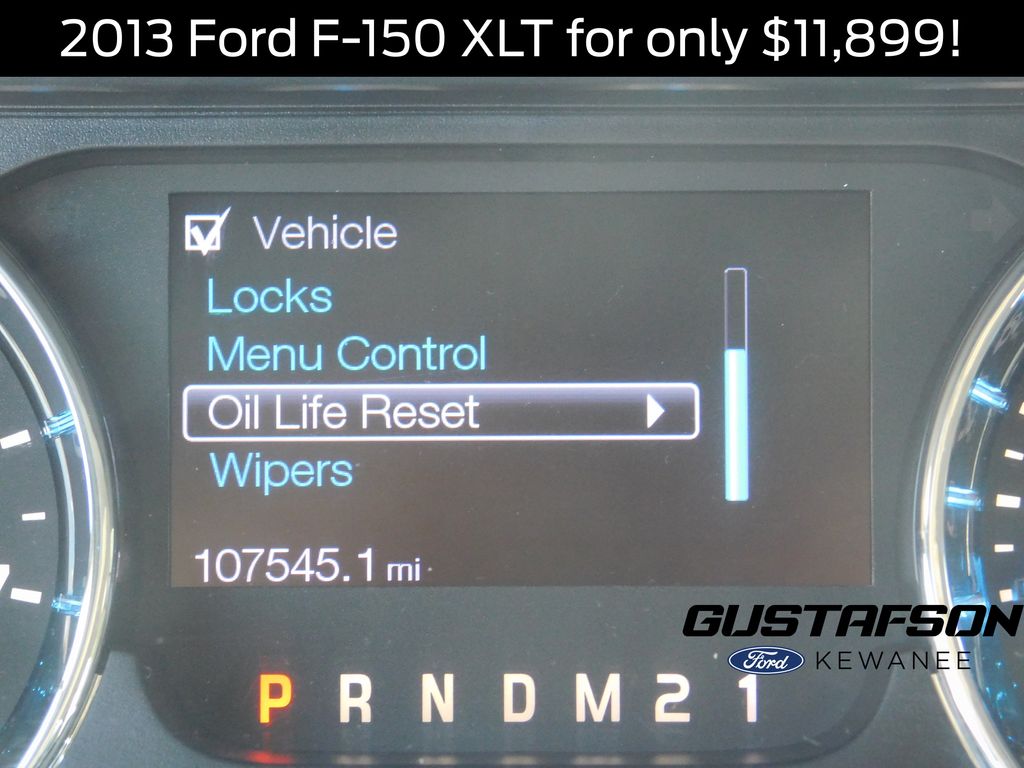 2013 Ford F-150 XLT for only $11,899!
Vehicle
Locks
Menu Control
Oil Life Reset
Wipers
107545.1 mi
GUSTAFSON
Ford KEWANEE
P R N D M 2 1